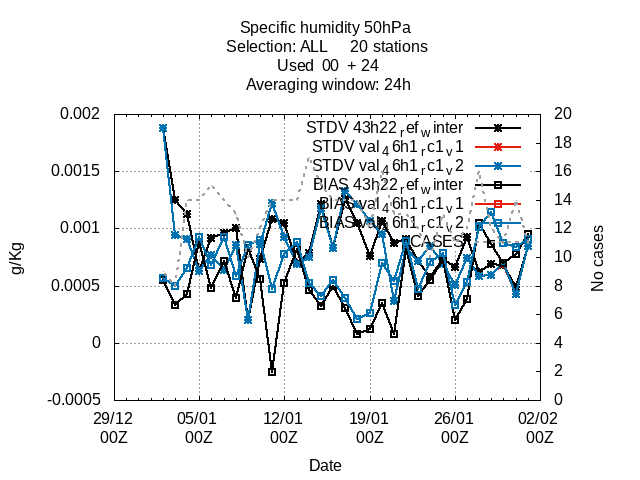 Specific humidity 50hPa
Selection: ALL 20 stations
Used 00 + 24
Averaging window: 24h
0.002
0.0015
0.001
0.0005
0
-0.0005
g/Kg
20
18
16
14
12
10
8
6
4
2
0
No cases
STDV 43h22_ref_winter
STDV val_46h1_rc1_v1
STDV val_46h1_rc1_v2
BIAS 43h22_ref_winter
BIAS val_46h1_rc1_v1
BIAS val_46h1_rc1_v2
CASES
29/12 05/01 12/01 19/01 26/01 02/02
00Z 00Z 00Z 00Z 00Z 00Z
Date